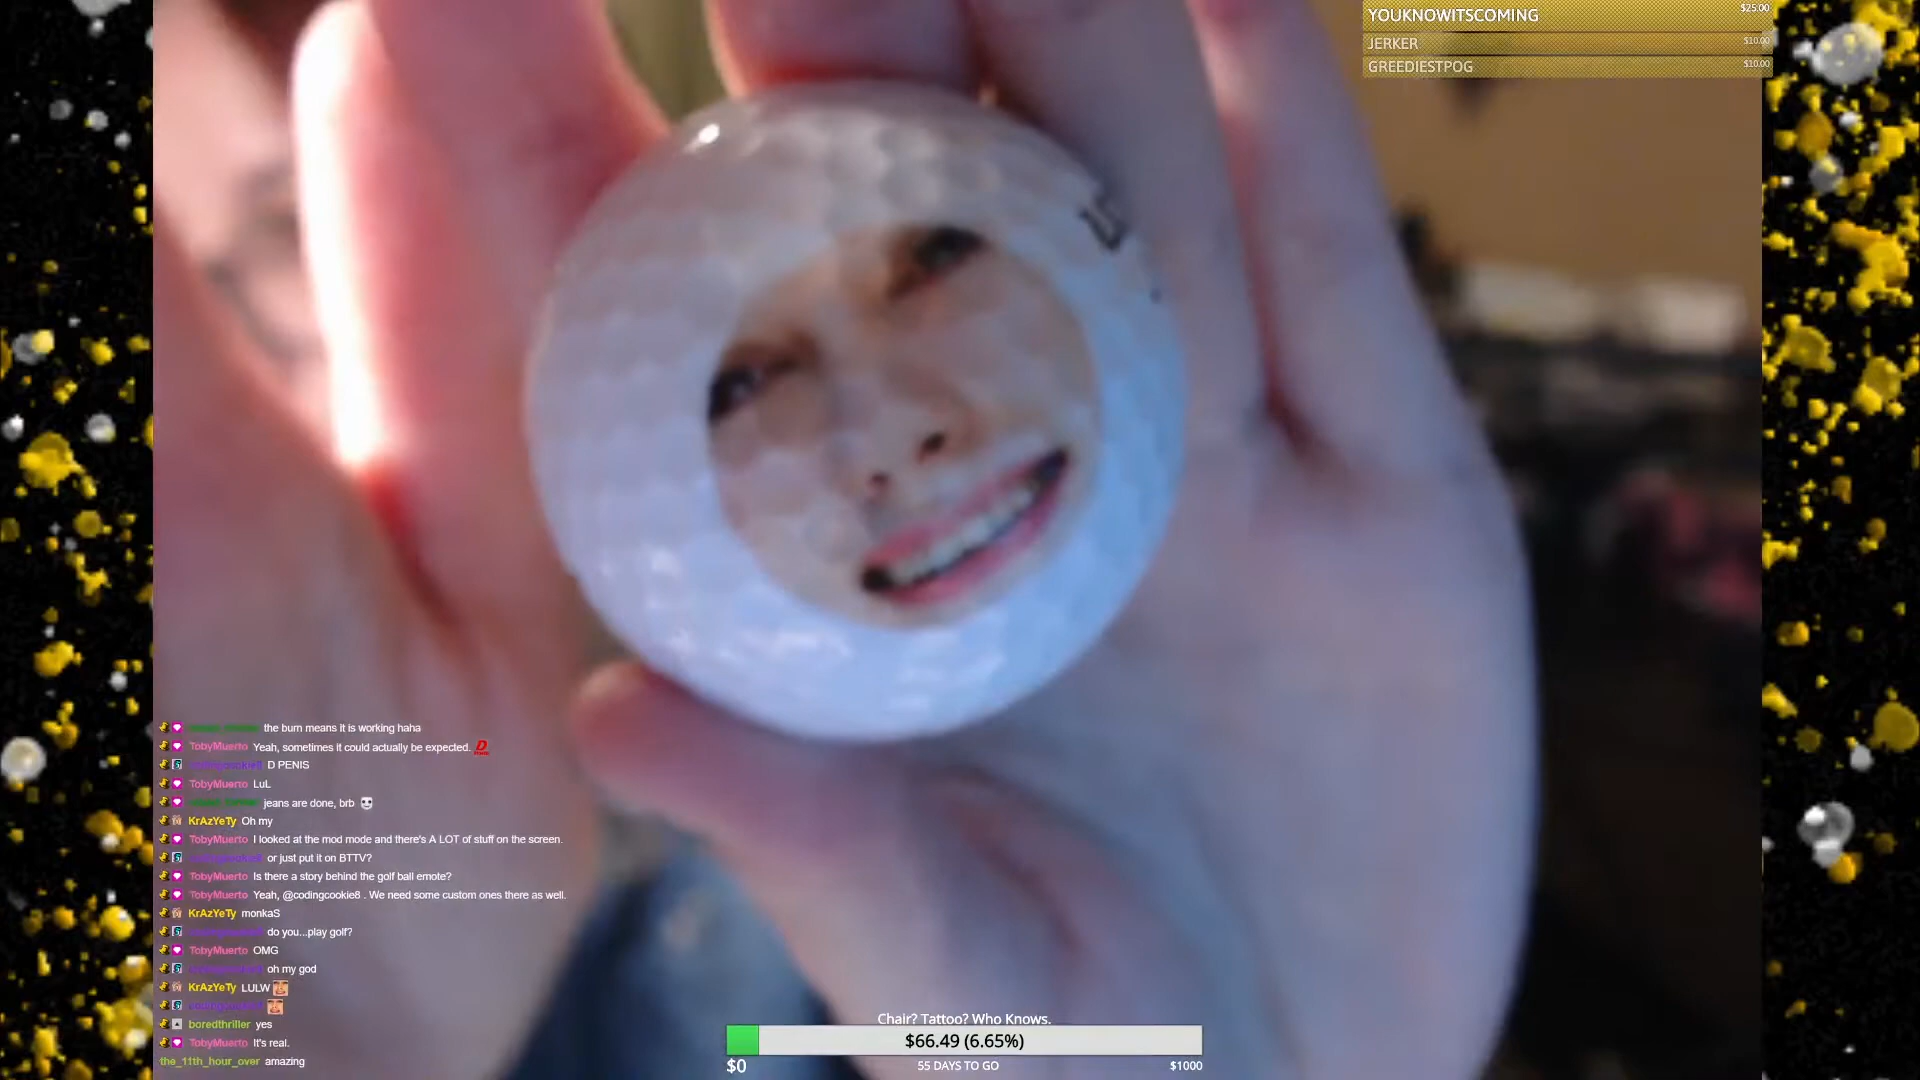 YOUKNOWITSCOMING $25.00
JERKER $10.00
GREEDIESTPOG $10.00
the burn means it is working haha
TobyMuerto Yeah, sometimes it could actually be expected.
D PENIS
TobyMuerto LuL
jeans are done, brb
KrAzYeTy Oh my
TobyMuerto I looked at the mod mode and there's A LOT of stuff on the screen.
or just put it on BTTV?
TobyMuerto Is there a story behind the golf ball emote?
TobyMuerto Yeah, @codingcookie8 . We need some custom ones there as well.
KrAzYeTy monkaS
do you...play golf?
TobyMuerto OMG
oh my god
KrAzYeTy LULW
boredthriller yes
TobyMuerto It's real.
the_11th_hour_over amazing
Chair? Tattoo? Who Knows.
$66.49 (6.65%)
$0 55 DAYS TO GO $1000